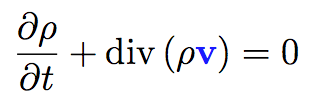 ∂ρ/∂t + div (ρv) = 0